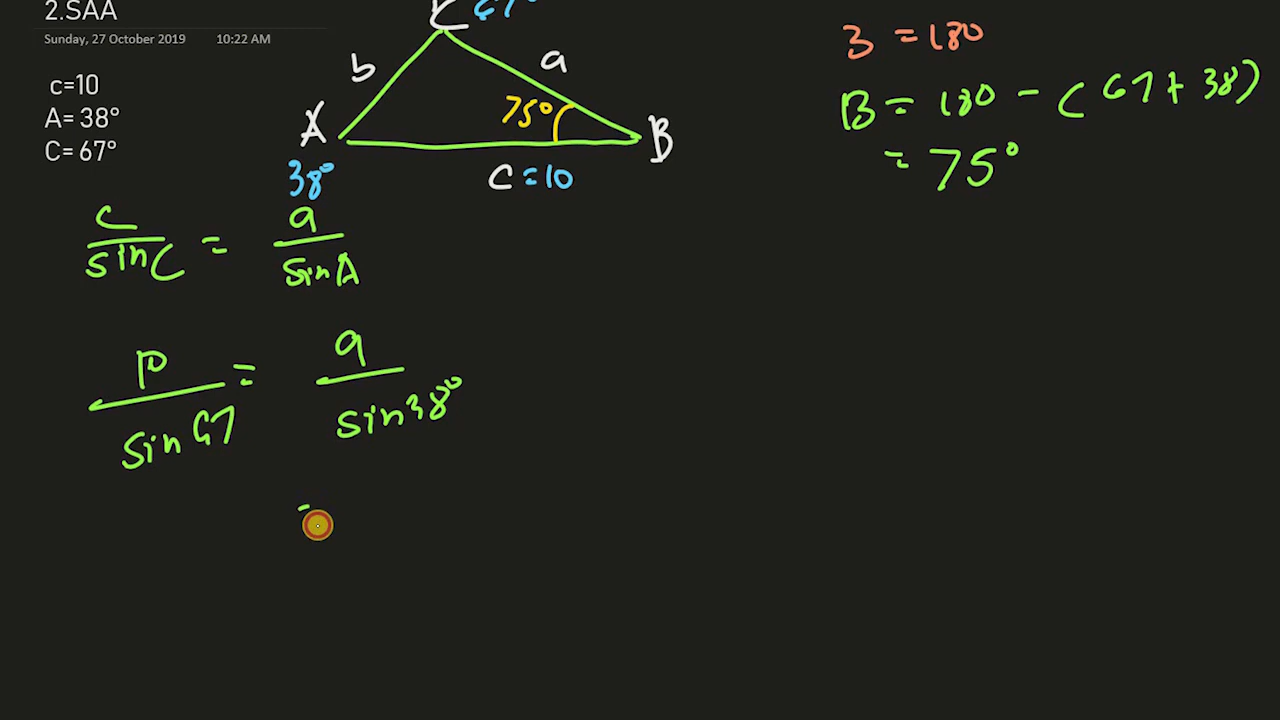 2.SAA
Sunday, 27 October 2019 10:22 AM
c=10
A= 38°
C= 67°
C 67°
b
a
75°
A
B
38°
C = 10
3 = 180
B = 180 - (67+38)
= 75°
c/sinC = a/sinA
10/sin67 = a/sin38°
=